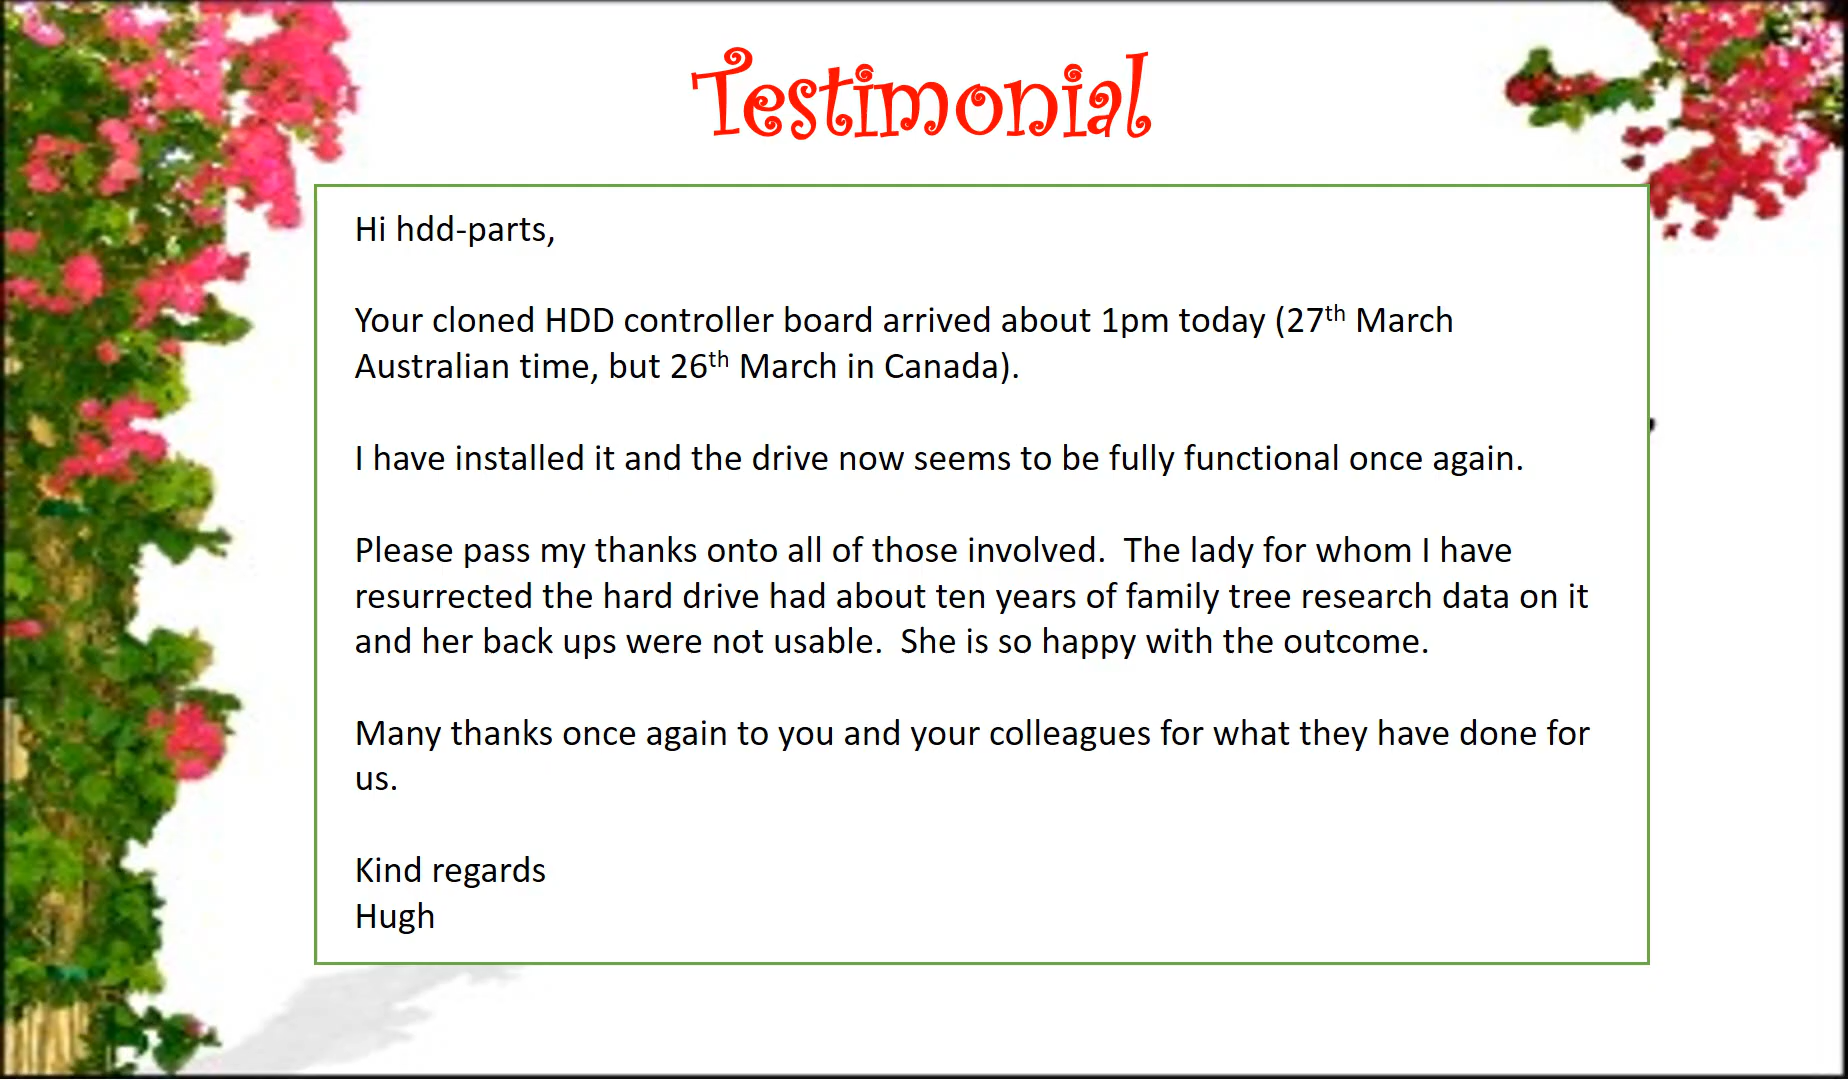 Testimonial
Hi hdd-parts,
Your cloned HDD controller board arrived about 1pm today (27th March
Australian time, but 26th March in Canada).
I have installed it and the drive now seems to be fully functional once again.
Please pass my thanks onto all of those involved.  The lady for whom I have
resurrected the hard drive had about ten years of family tree research data on it
and her back ups were not usable.  She is so happy with the outcome.
Many thanks once again to you and your colleagues for what they have done for
us.
Kind regards
Hugh